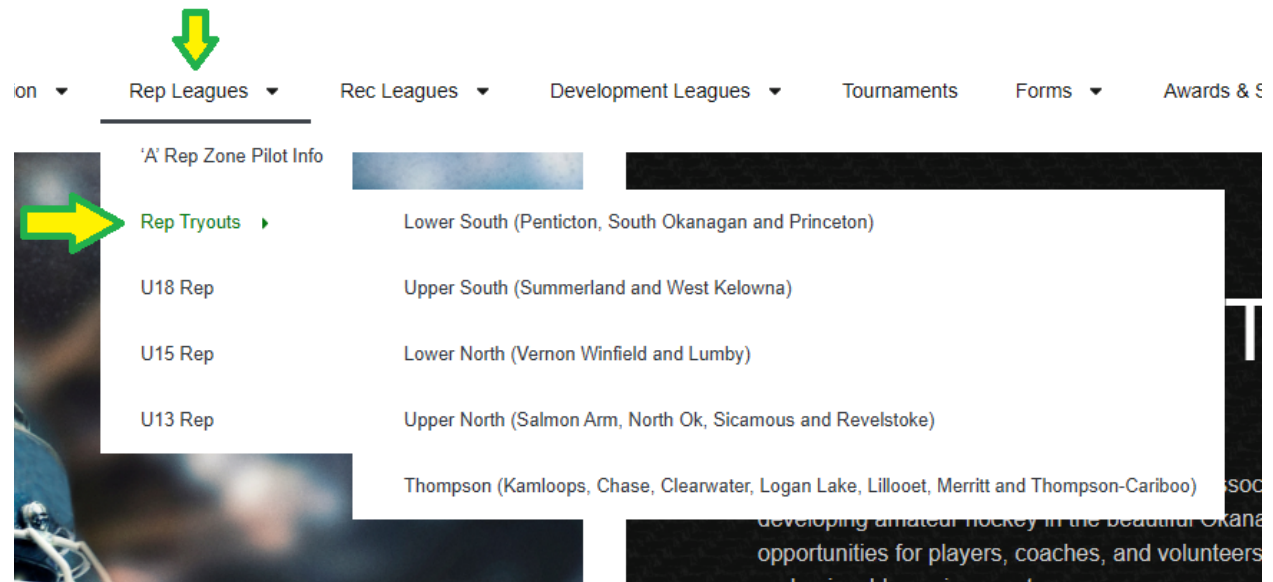 ion
Rep Leagues
Rec Leagues
Development Leagues
Tournaments
Forms
Awards & S
‘A’ Rep Zone Pilot Info
Rep Tryouts
Lower South (Penticton, South Okanagan and Princeton)
U18 Rep
Upper South (Summerland and West Kelowna)
U15 Rep
Lower North (Vernon Winfield and Lumby)
U13 Rep
Upper North (Salmon Arm, North Ok, Sicamous and Revelstoke)
Thompson (Kamloops, Chase, Clearwater, Logan Lake, Lillooet, Merritt and Thompson-Cariboo)
T
ssoc
developing amateur hockey in the beautiful Okana
opportunities for players, coaches, and volunteers